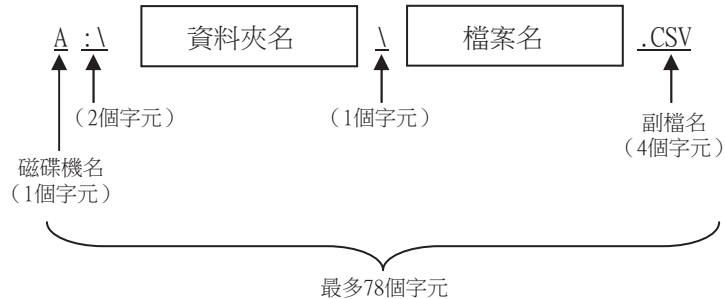 A :\ 資料夾名 \ 檔案名 .CSV
（2個字元）
（1個字元）
副檔名
（4個字元）
磁碟機名
（1個字元）
最多78個字元